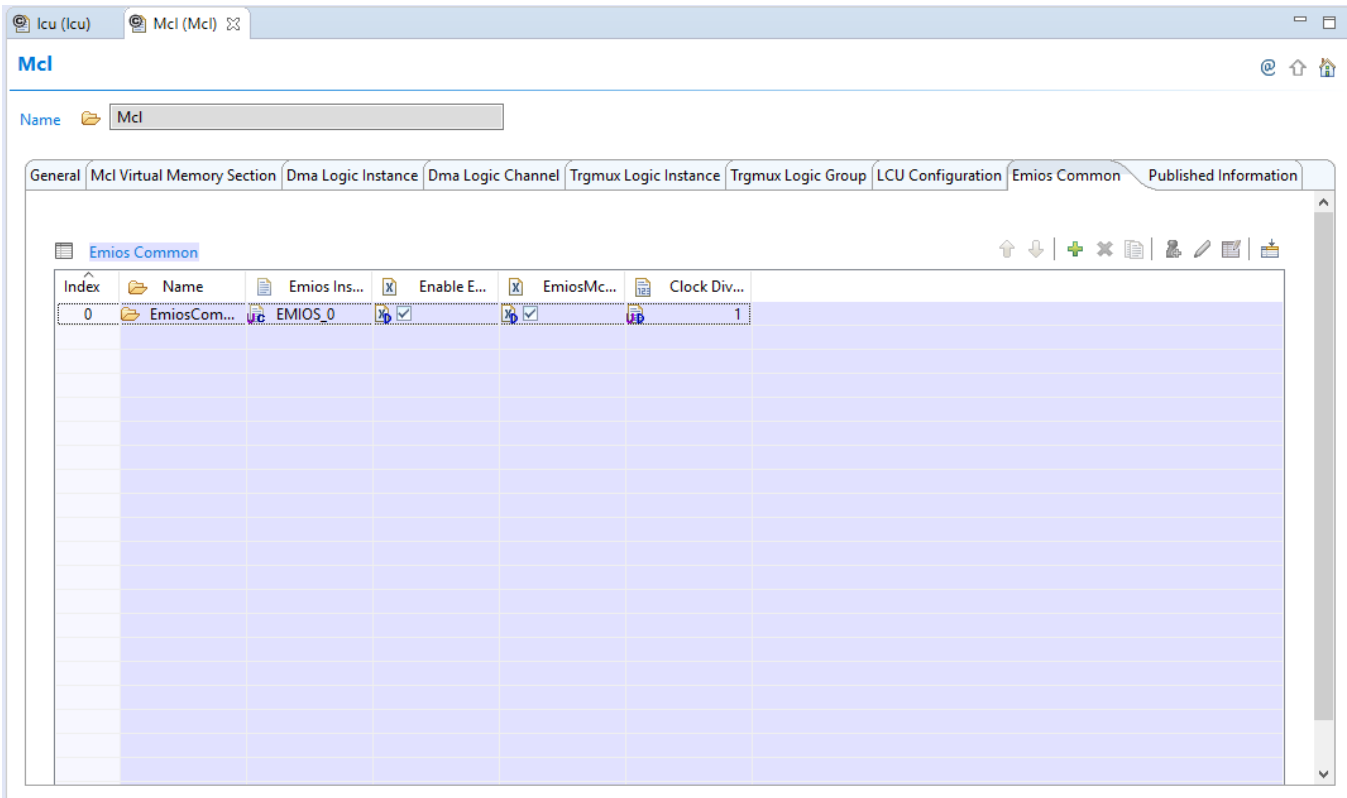 Icu (Icu) Mcl (Mcl)
Mcl
Name Mcl
General Mcl Virtual Memory Section Dma Logic Instance Dma Logic Channel Trgmux Logic Instance Trgmux Logic Group LCU Configuration Emios Common Published Information
Emios Common
Index Name Emios Ins... Enable E... EmiosMc... Clock Div...
0 EmiosCom... EMIOS_0 1